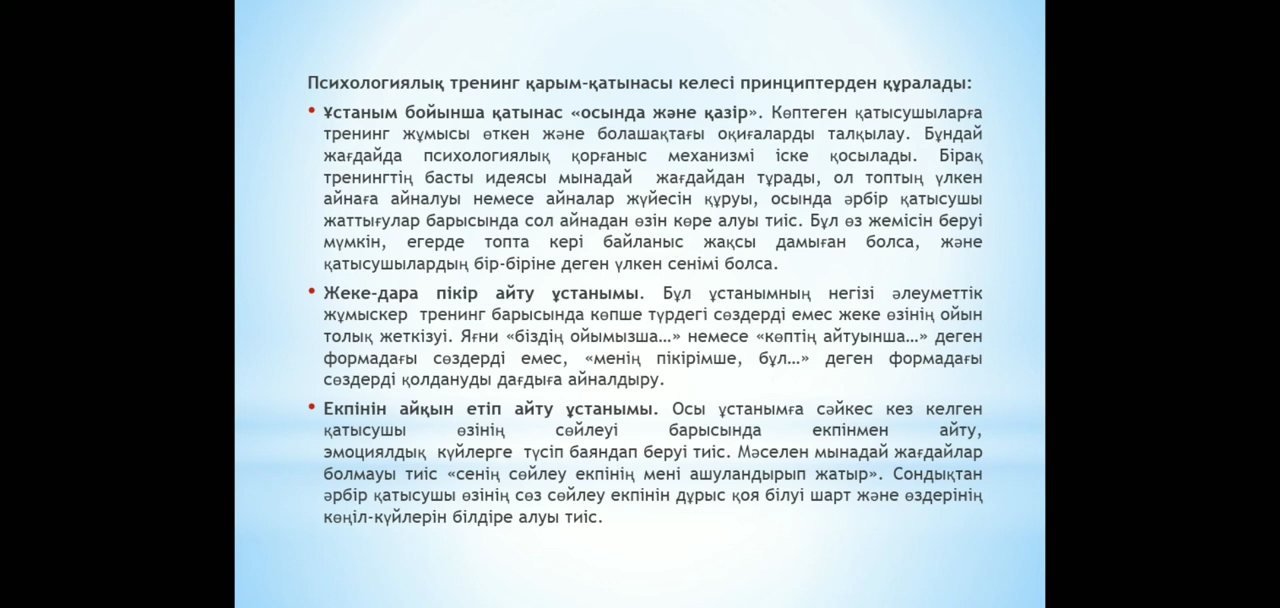 Психологиялық тренинг қарым-қатынасы келесі принциптерден құралады:
• Ұстаным бойынша қатынас «осында және қазір». Көптеген қатысушыларға
тренинг жұмысы өткен және болашақтағы оқиғаларды талқылау. Бұндай
жағдайда психологиялық қорғаныс механизмі іске қосылады. Бірақ
тренингтің басты идеясы мынадай жағдайдан тұрады, ол топтың үлкен
айнаға айналуы немесе айналар жүйесін құруы, осында әрбір қатысушы
жаттығулар барысында сол айнадан өзін көре алуы тиіс. Бұл өз жемісін беруі
мүмкін, егерде топта кері байланыс жақсы дамыған болса, және
қатысушылардың бір-біріне деген үлкен сенімі болса.
• Жеке-дара пікір айту ұстанымы. Бұл ұстанымның негізі әлеуметтік
жұмыскер тренинг барысында көпше түрдегі сөздерді емес жеке өзінің ойын
толық жеткізуі. Яғни «біздің ойымызша…» немесе «көптің айтуынша…» деген
формадағы сөздерді емес, «менің пікірімше, бұл…» деген формадағы
сөздерді қолдануды дағдыға айналдыру.
• Екпінін айқын етіп айту ұстанымы. Осы ұстанымға сәйкес кез келген
қатысушы өзінің сөйлеуі барысында екпінмен айту,
эмоциялдық күйлерге түсіп баяндап беруі тиіс. Мәселен мынадай жағдайлар
болмауы тиіс «сенің сөйлеу екпінің мені ашуландырып жатыр». Сондықтан
әрбір қатысушы өзінің сөз сөйлеу екпінін дұрыс қоя білуі шарт және өздерінің
көңіл-күйлерін білдіре алуы тиіс.